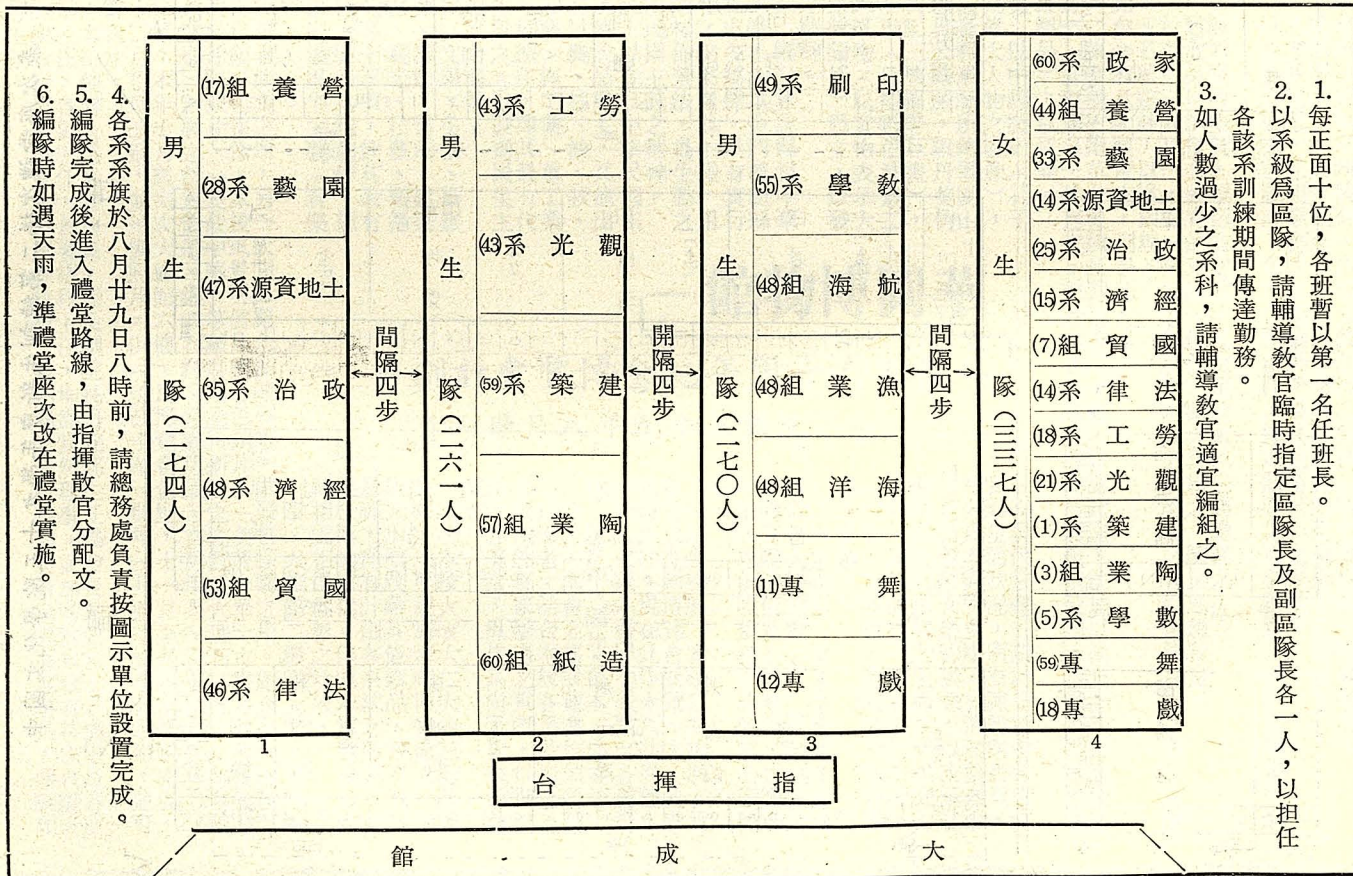 1.每正面十位，各班暫以第一名任班長。
2.以系級爲區隊，請輔導敎官臨時指定區隊長及副區隊長各一人，以担任
各該系訓練期間傳達勤務。
3.如人數過少之系科，請輔導敎官適宜編組之。
家政系(60)
營養組(44)
園藝系(33)
土地資源系(14)
政治系(25)
經濟系(15)
國貿組(7)
法律系(14)
勞工系(18)
觀光系(21)
建築系(1)
陶業組(3)
數學系(5)
舞專(59)
戲專(18)
女生隊（三三七人）
4
間隔四步
印刷系(49)
敎學系(55)
航海組(48)
漁業組(48)
海洋組(48)
舞專(11)
戲專(12)
男生隊（二七〇人）
3
開隔四步
勞工系(43)
觀光系(43)
建築系(59)
陶業組(57)
造紙組(60)
男生隊（二六一人）
2
間隔四步
營養組(17)
園藝系(28)
土地資源系(47)
政治系(35)
經濟系(48)
國貿組(53)
法律系(46)
男生隊（二七四人）
1
4.各系系旗於八月廿九日八時前，請總務處負責按圖示單位設置完成。
5.編隊完成後進入禮堂路線，由指揮散官分配文。
6.編隊時如遇天雨，準禮堂座次改在禮堂實施。
指揮台
大成館